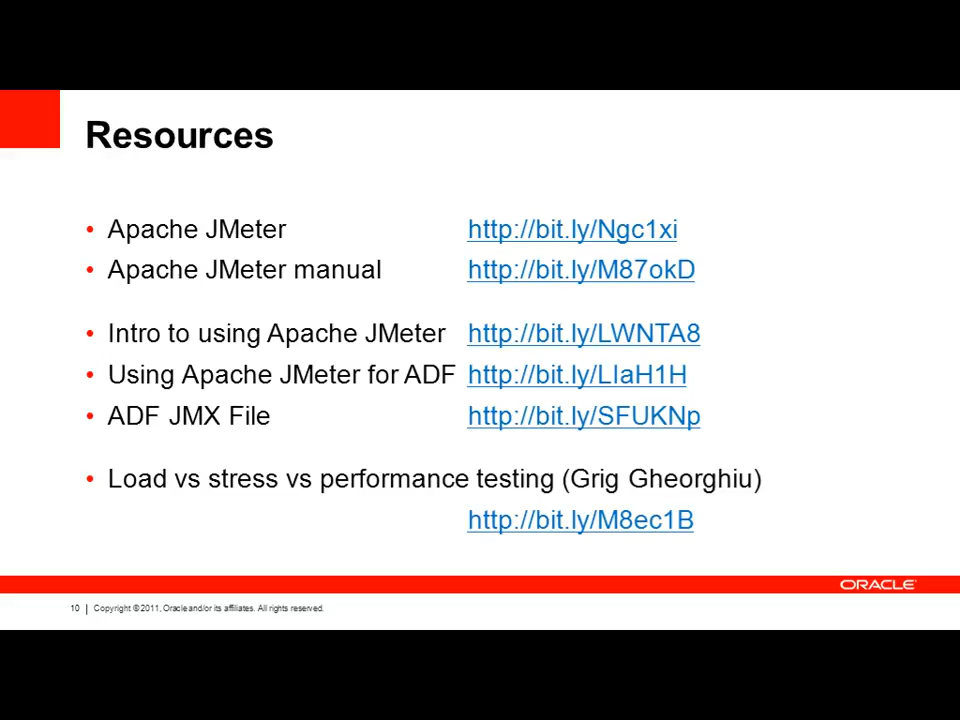 Resources
• Apache JMeter http://bit.ly/Ngc1xi
• Apache JMeter manual http://bit.ly/M87okD
• Intro to using Apache JMeter http://bit.ly/LWNTA8
• Using Apache JMeter for ADF http://bit.ly/LIaH1H
• ADF JMX File http://bit.ly/SFUKNp
• Load vs stress vs performance testing (Grig Gheorghiu)
http://bit.ly/M8ec1B
ORACLE
10 | Copyright © 2011, Oracle and/or its affiliates. All rights reserved.